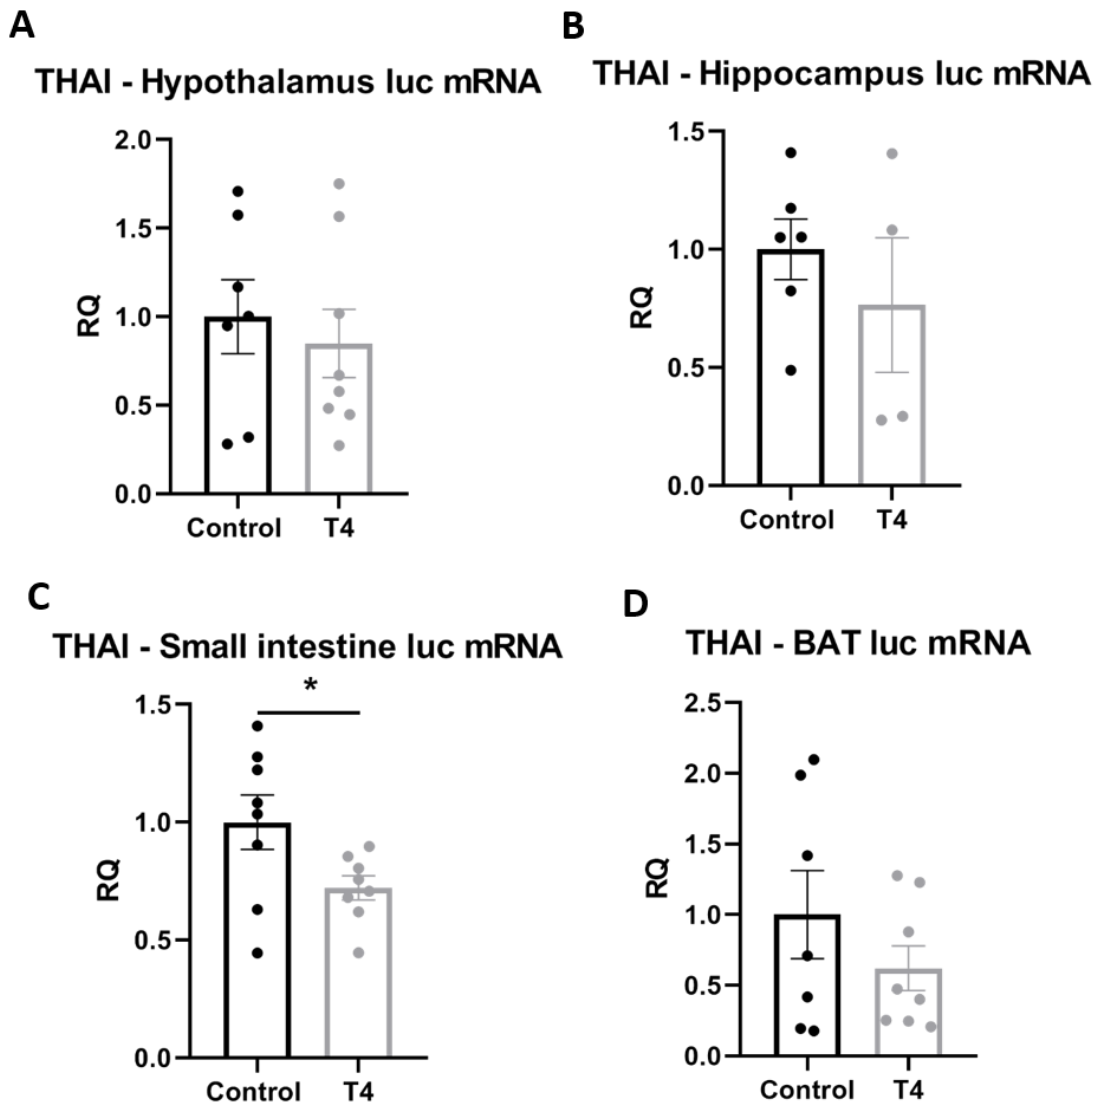 A
THAI - Hypothalamus luc mRNA
2.0
1.5
1.0
0.5
0.0
RQ
Control T4
B
THAI - Hippocampus luc mRNA
1.5
1.0
0.5
0.0
RQ
Control T4
C
THAI - Small intestine luc mRNA
*
1.5
1.0
0.5
0.0
RQ
Control T4
D
THAI - BAT luc mRNA
2.5
2.0
1.5
1.0
0.5
0.0
RQ
Control T4